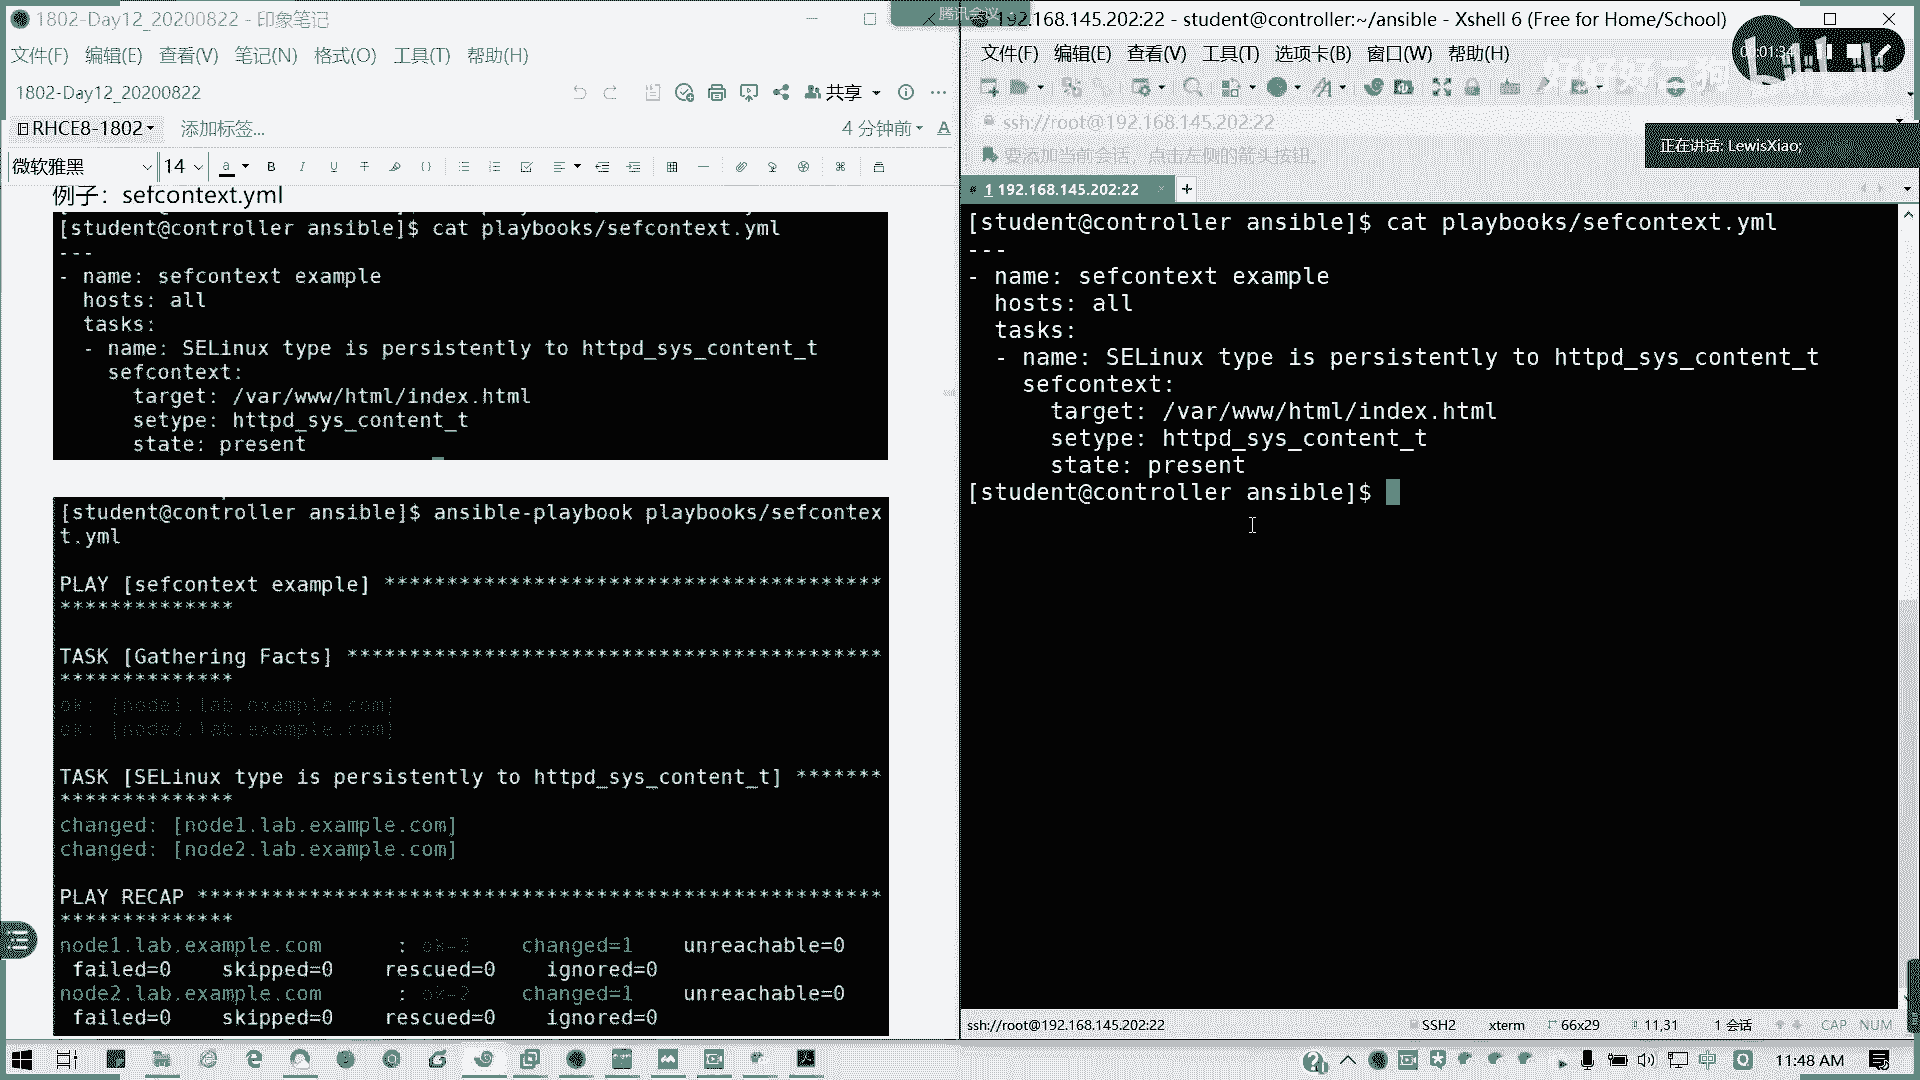 1802-Day12_20200822 - 印象笔记
文件(F) 编辑(E) 查看(V) 笔记(N) 格式(O) 工具(T) 帮助(H)
1802-Day12_20200822
共享
RHCE8-1802 添加标签...
4 分钟前
微软雅黑 14
例子：sefcontext.yml
[student@controller ansible]$ cat playbooks/sefcontext.yml
---
- name: sefcontext example
hosts: all
tasks:
- name: SELinux type is persistently to httpd_sys_content_t
sefcontext:
target: /var/www/html/index.html
setype: httpd_sys_content_t
state: present
[student@controller ansible]$ ansible-playbook playbooks/sefcontex
t.yml
PLAY [sefcontext example] ****************************************
**************
TASK [Gathering Facts] *******************************************
**************
ok: [node1.lab.example.com]
ok: [node2.lab.example.com]
TASK [SELinux type is persistently to httpd_sys_content_t] *******
**************
changed: [node1.lab.example.com]
changed: [node2.lab.example.com]
PLAY RECAP *******************************************************
**************
node1.lab.example.com : ok=2 changed=1 unreachable=0
failed=0 skipped=0 rescued=0 ignored=0
node2.lab.example.com : ok=2 changed=1 unreachable=0
failed=0 skipped=0 rescued=0 ignored=0
腾讯会议
192.168.145.202:22 - student@controller:~/ansible - Xshell 6 (Free for Home/School)
文件(F) 编辑(E) 查看(V) 工具(T) 选项卡(B) 窗口(W) 帮助(H)
ssh://root@192.168.145.202:22
要添加当前会话，点击左侧的箭头按钮。
正在讲话: LewisXiao;
1 192.168.145.202:22
[student@controller ansible]$ cat playbooks/sefcontext.yml
---
- name: sefcontext example
hosts: all
tasks:
- name: SELinux type is persistently to httpd_sys_content_t
sefcontext:
target: /var/www/html/index.html
setype: httpd_sys_content_t
state: present
[student@controller ansible]$
ssh://root@192.168.145.202:22 SSH2 xterm 66x29 11,31 1 会话 CAP NUM
中 11:48 AM